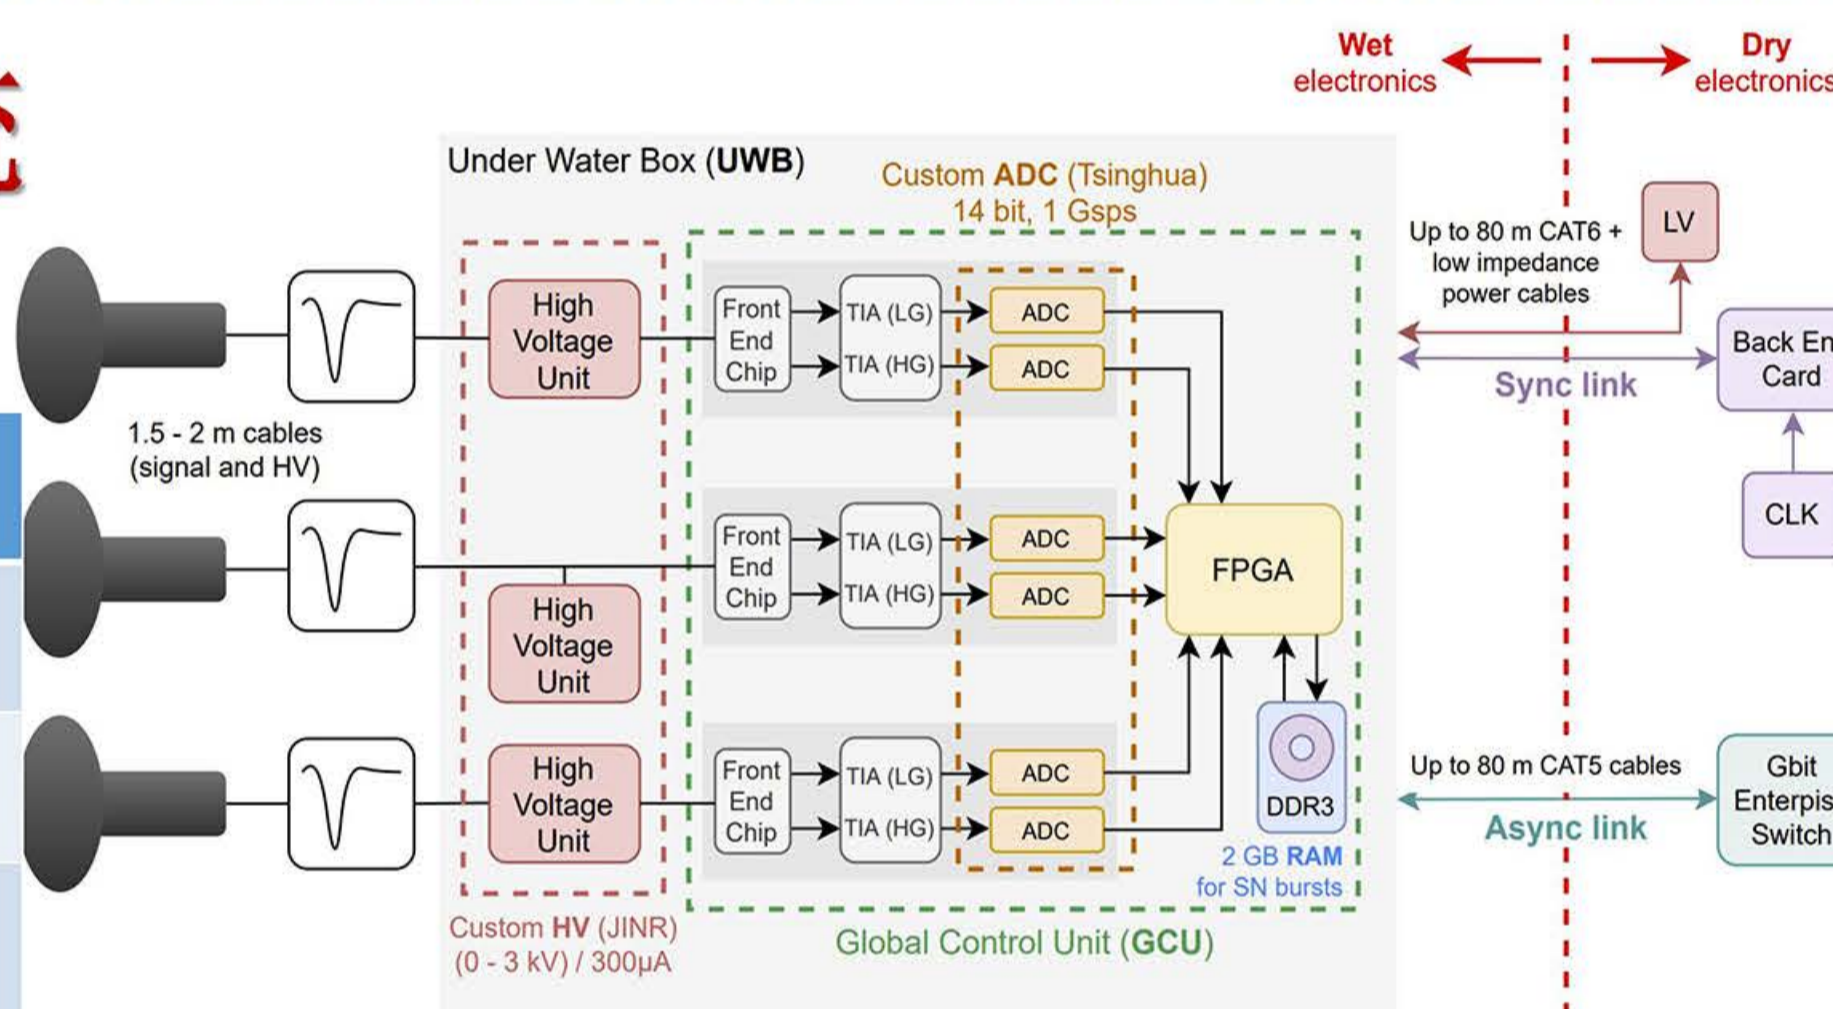 Wet
electronics
Dry
electronics
Under Water Box (UWB)
Custom ADC (Tsinghua)
14 bit, 1 Gsps
Up to 80 m CAT6 +
low impedance
power cables
LV
High
Voltage
Unit
Front
End
Chip
TIA (LG)
TIA (HG)
ADC
ADC
Back En
Card
Sync link
1.5 - 2 m cables
(signal and HV)
CLK
High
Voltage
Unit
Front
End
Chip
TIA (LG)
TIA (HG)
ADC
ADC
FPGA
High
Voltage
Unit
Front
End
Chip
TIA (LG)
TIA (HG)
ADC
ADC
DDR3
2 GB RAM
for SN bursts
Up to 80 m CAT5 cables
Async link
Gbit
Enterpis
Switch
Custom HV (JINR)
(0 - 3 kV) / 300µA
Global Control Unit (GCU)